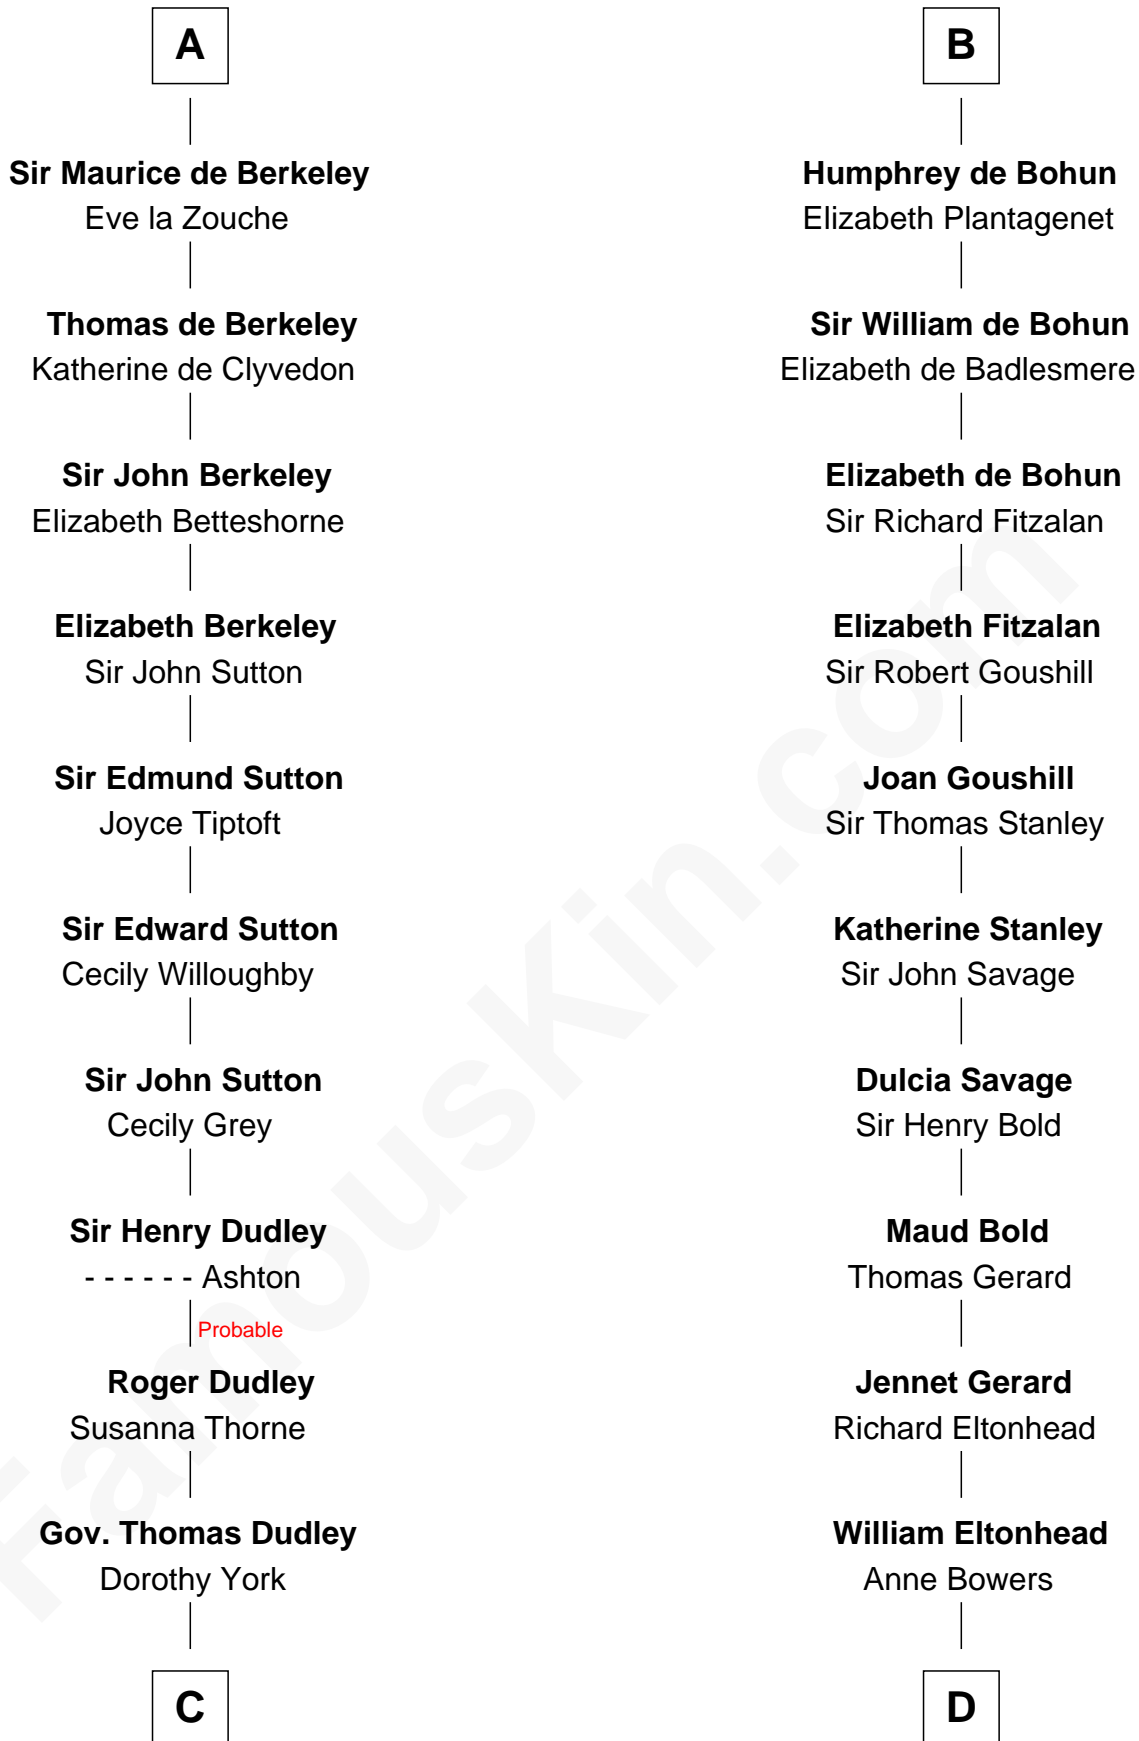 A
Sir Maurice de Berkeley
Eve la Zouche
Thomas de Berkeley
Katherine de Clyvedon
Sir John Berkeley
Elizabeth Betteshorne
Elizabeth Berkeley
Sir John Sutton
Sir Edmund Sutton
Joyce Tiptoft
Sir Edward Sutton
Cecily Willoughby
Sir John Sutton
Cecily Grey
Sir Henry Dudley
- - - - - - Ashton
Probable
Roger Dudley
Susanna Thorne
Gov. Thomas Dudley
Dorothy York
C
B
Humphrey de Bohun
Elizabeth Plantagenet
Sir William de Bohun
Elizabeth de Badlesmere
Elizabeth de Bohun
Sir Richard Fitzalan
Elizabeth Fitzalan
Sir Robert Goushill
Joan Goushill
Sir Thomas Stanley
Katherine Stanley
Sir John Savage
Dulcia Savage
Sir Henry Bold
Maud Bold
Thomas Gerard
Jennet Gerard
Richard Eltonhead
William Eltonhead
Anne Bowers
D
FamousKin.com